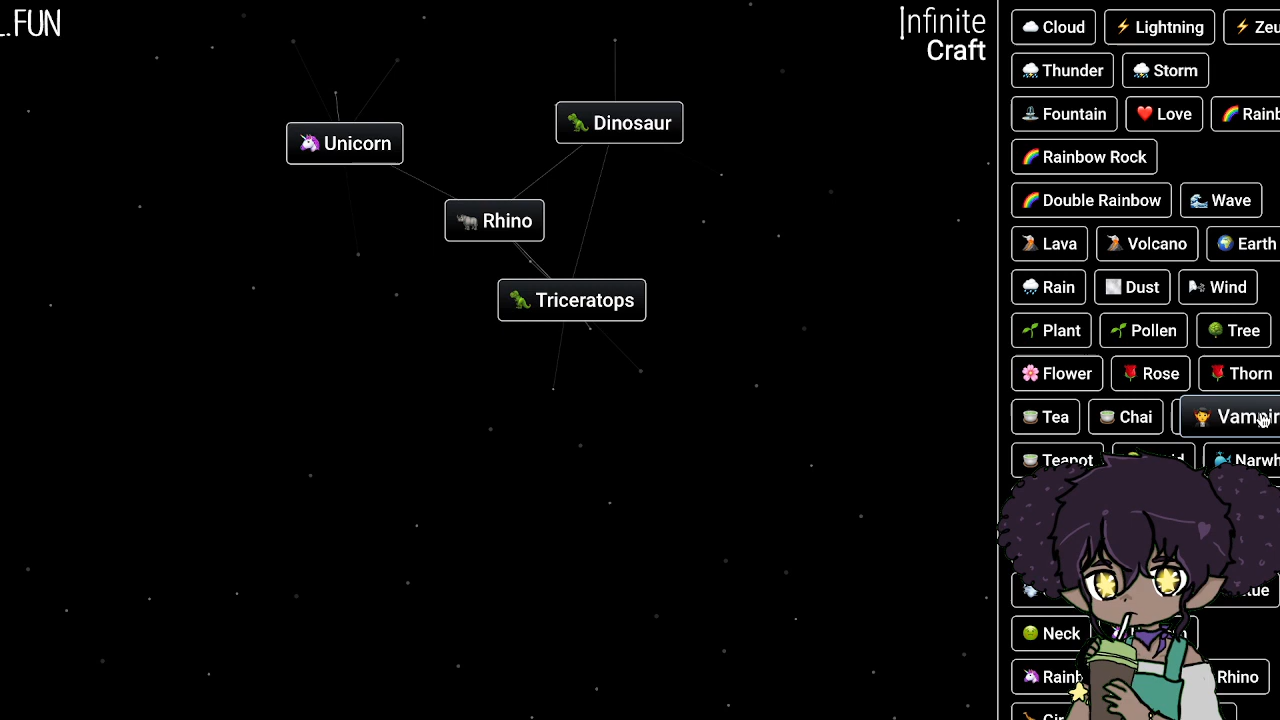 .FUN
Infinite
Craft
Unicorn
Dinosaur
Rhino
Triceratops
Cloud Lightning
Thunder Storm
Fountain Love
Rainbow Rock
Double Rainbow Wave
Lava Volcano Earth
Rain Dust Wind
Plant Pollen Tree
Flower Rose Thorn
Tea Chai
Teapot
Neck
Rhino